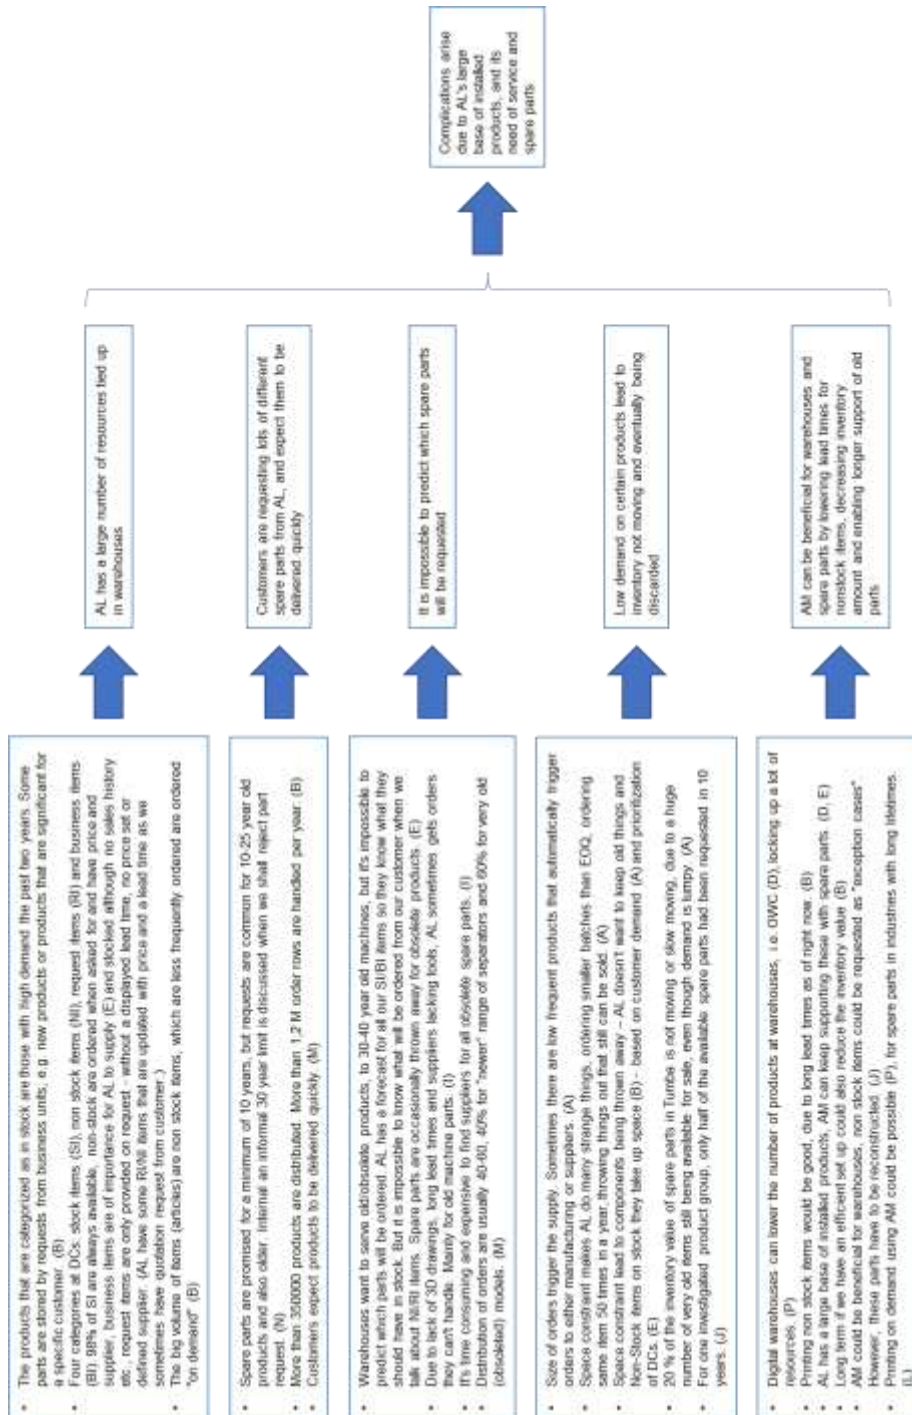 The products that are categorized as in stock are those with high demand the past two years. Some
parts are stored by requests from business units, e.g. new products or products that are significant for
a specific customer. (B)
Four categories at DCs: stock items (SI), non stock items (NI), request items (RI) and business items
(BI). 98% of SI are always available, non-stock are ordered when asked for and have price and
supplier, business items are of importance for AL to supply (E) and stocked although no sales history
etc., request items are only provided on request - without a displayed lead time, no price set or
defined supplier. (AL have some RI/NI items that are updated with price and a lead time as we
sometimes have quotation request from customer.)
The big volume of items (articles) are non stock items, which are less frequently ordered are ordered
"on demand" (B)
AL has a large number of resources tied up
in warehouses
Spare parts are promised for a minimum of 10 years, but requests are common for 10-25 year old
products and also older. Internal an informal 30 year limit is discussed when we shall reject part
request. (N)
More than 350000 products are distributed. More than 1,2 M order rows are handled per year. (B)
Customers expect products to be delivered quickly. (M)
Customers are requesting lots of different
spare parts from AL, and expect them to be
delivered quickly
Warehouses want to serve old/obsolete products, to 30-40 year old machines, but it's impossible to
predict which parts will be ordered. AL has a forecast for all our SI/BI items so they know what they
should have in stock. But it is impossible to know what will be ordered from our customer when we
talk about NI/RI items. Spare parts are occasionally thrown away for obsolete products. (E)
Due to lack of 3D drawings, long lead times and suppliers lacking tools, AL sometimes gets orders
they can't handle. Mainly for old machine parts. (I)
It's time consuming and expensive to find suppliers for all obsolete spare parts. (I)
Distribution of orders are usually 40-60, 40% for "newer" range of separators and 60% for very old
(obsoleted) models. (M)
It is impossible to predict which spare parts
will be requested
Size of orders trigger the supply. Sometimes there are low frequent products that automatically trigger
orders to either manufacturing or suppliers. (A)
Space constraint makes AL do many strange things, ordering smaller batches than EOQ, ordering
same item 50 times in a year, throwing things out that still can be sold. (A)
Space constraint lead to components being thrown away – AL doesn't want to keep old things and
Non-Stock items on stock they take up space (B) - based on customer demand (A) and prioritization
of DCs. (E)
20 % of the inventory value of spare parts in Tumba is not moving or slow moving, due to a huge
number of very old items still being available for sale, even though demand is lumpy. (A)
For one investigated product group, only half of the available spare parts had been requested in 10
years. (J)
Low demand on certain products lead to
inventory not moving and eventually being
discarded
Digital warehouses can lower the number of products at warehouses, i.e. OWC (D), locking up a lot of
resources. (P)
Printing non stock items would be good, due to long lead times as of right now. (B)
AL has a large base of installed products, AM can keep supporting these with spare parts. (D, E)
Long term if we have an efficient set up could also reduce the inventory value (B)
AM could be beneficial for warehouses, non stock items could be requested as "exception cases"
However, these parts have to be reconstructed. (J)
Printing on demand using AM could be possible (P), for spare parts in industries with long lifetimes.
(L)
AM can be beneficial for warehouses and
spare parts by lowering lead times for
nonstock items, decreasing inventory
amount and enabling longer support of old
parts
Complications arise
due to AL's large
base of installed
products, and its
need of service and
spare parts